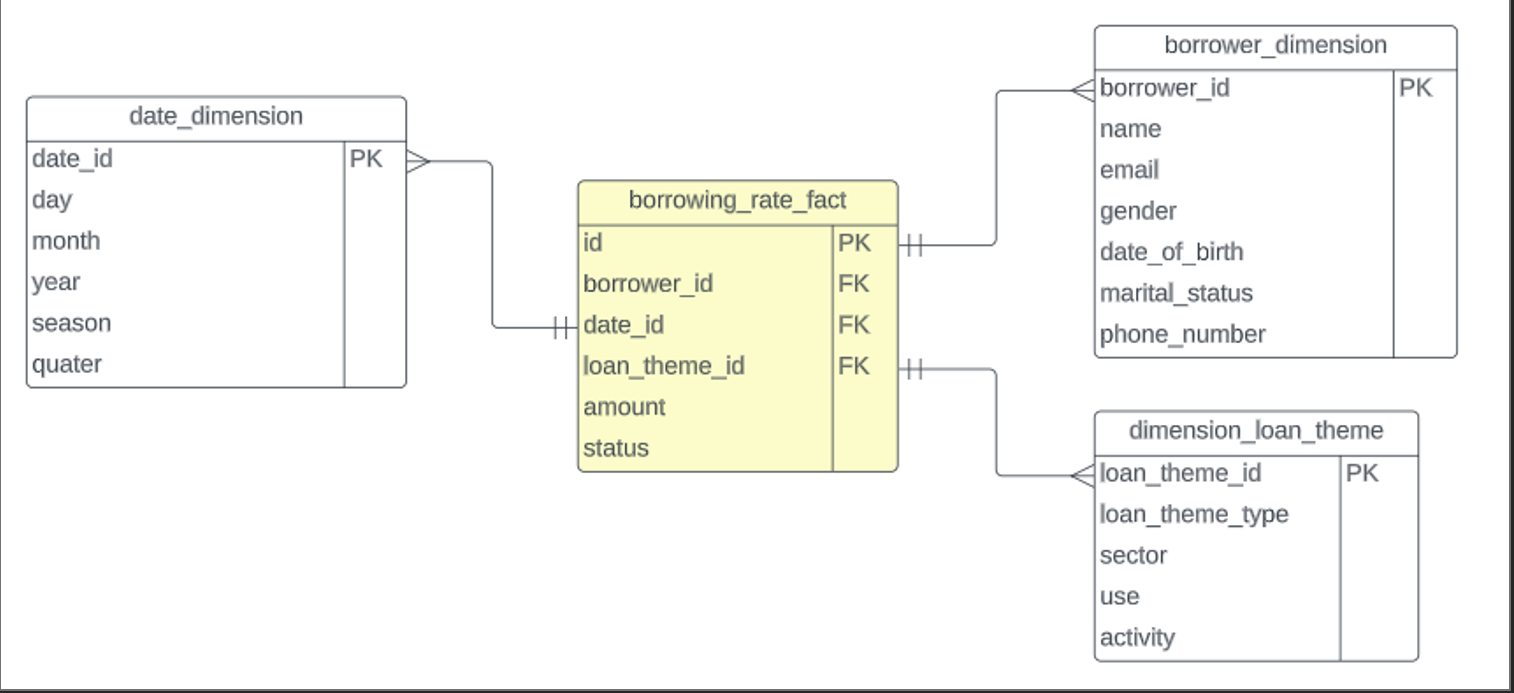 date_dimension
date_id PK
day
month
year
season
quater
borrowing_rate_fact
id PK
borrower_id FK
date_id FK
loan_theme_id FK
amount
status
borrower_dimension
borrower_id PK
name
email
gender
date_of_birth
marital_status
phone_number
dimension_loan_theme
loan_theme_id PK
loan_theme_type
sector
use
activity